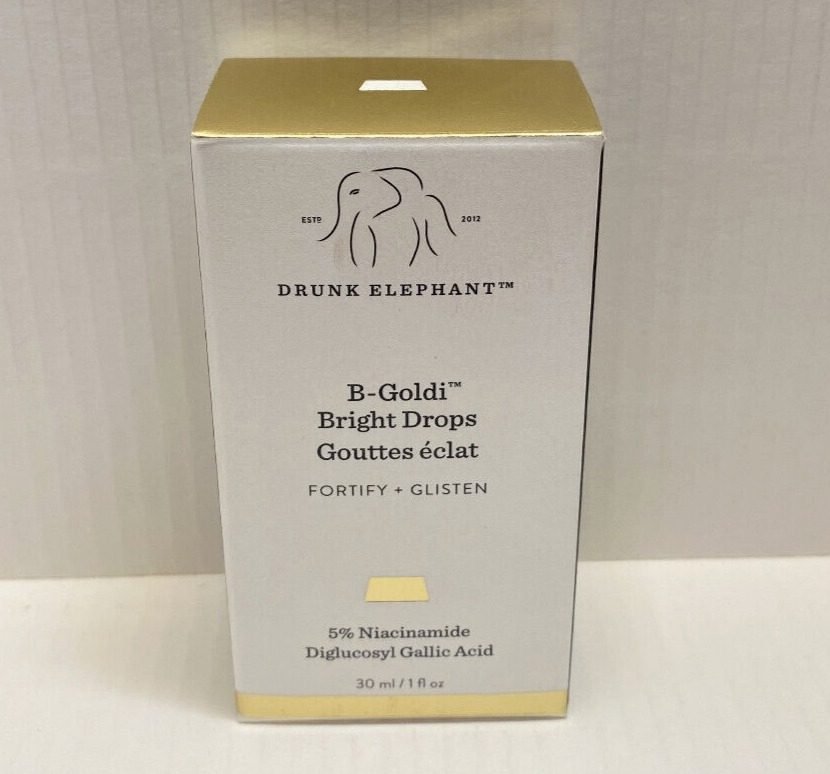 ESTD 2012
DRUNK ELEPHANT™
B-Goldi™
Bright Drops
Gouttes éclat
FORTIFY + GLISTEN
5% Niacinamide
Diglucosyl Gallic Acid
30 ml / 1 fl oz